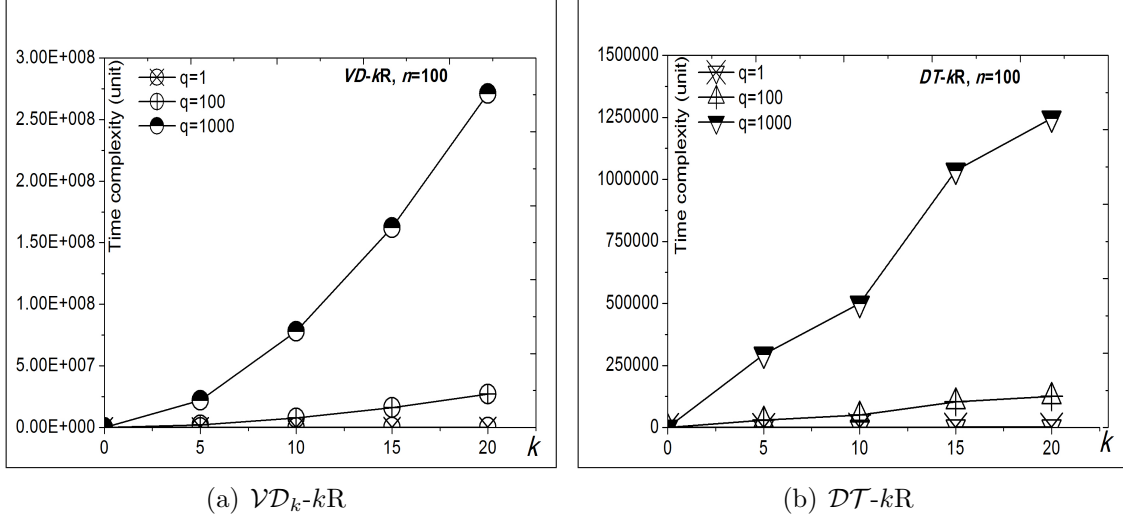 3.00E+008
2.50E+008
2.00E+008
1.50E+008
1.00E+008
5.00E+007
0.00E+000
Time complexity (unit)
q=1
q=100
q=1000
VD-kR, n=100
0 5 10 15 20 k
(a) 𝒱𝒟ₖ-kR
1500000
1250000
1000000
750000
500000
250000
0
Time complexity (unit)
q=1
q=100
q=1000
DT-kR, n=100
0 5 10 15 20 k
(b) 𝒟𝒯-kR